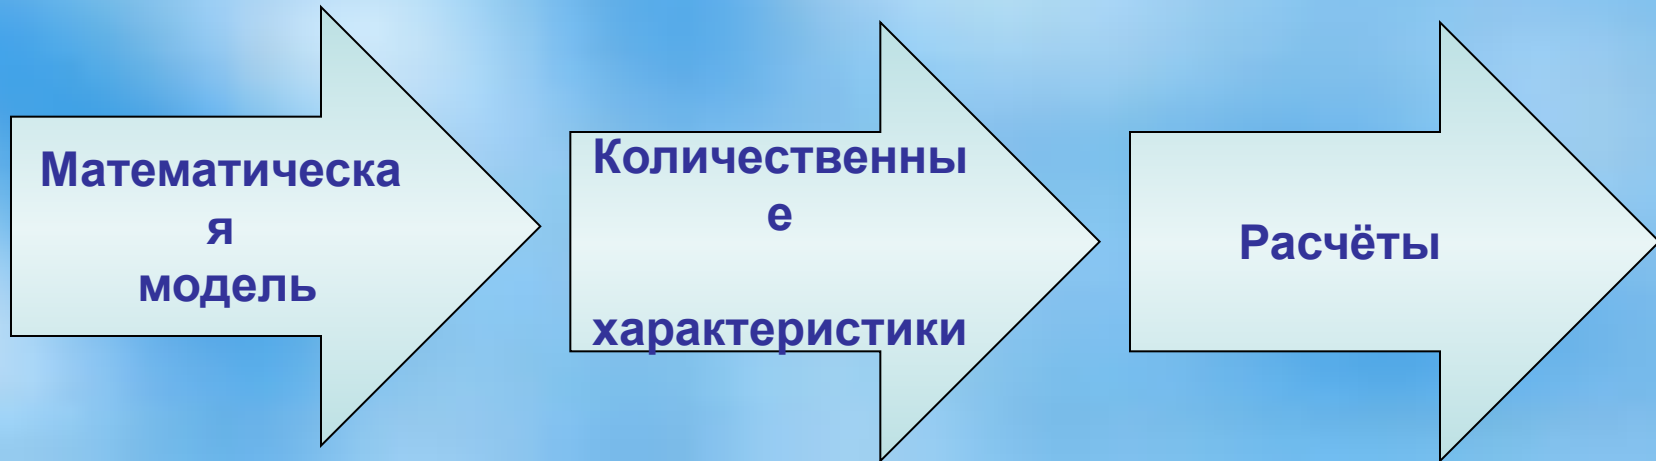 Математическа
я
модель
Количественны
е
характеристики
Расчёты